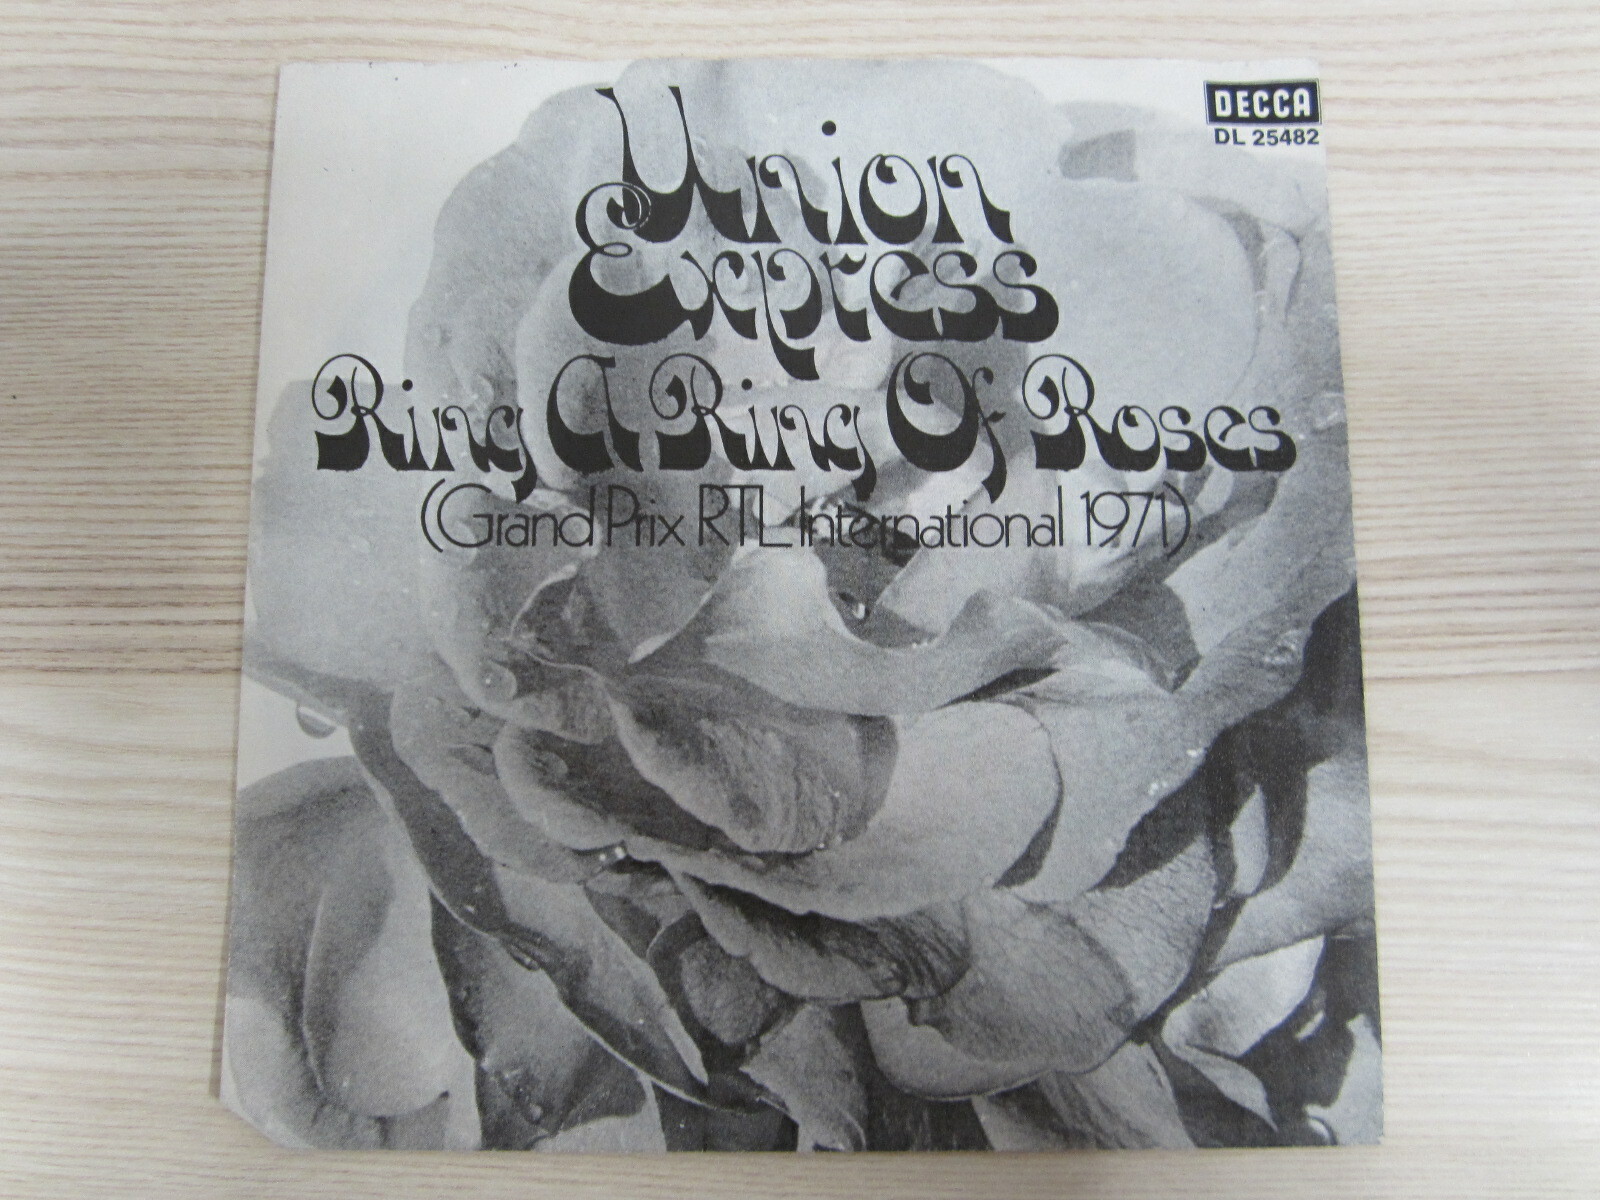 DECCA
DL 25482
Union
Express
Ring A Ring Of Roses
(Grand Prix RTL International 1971)